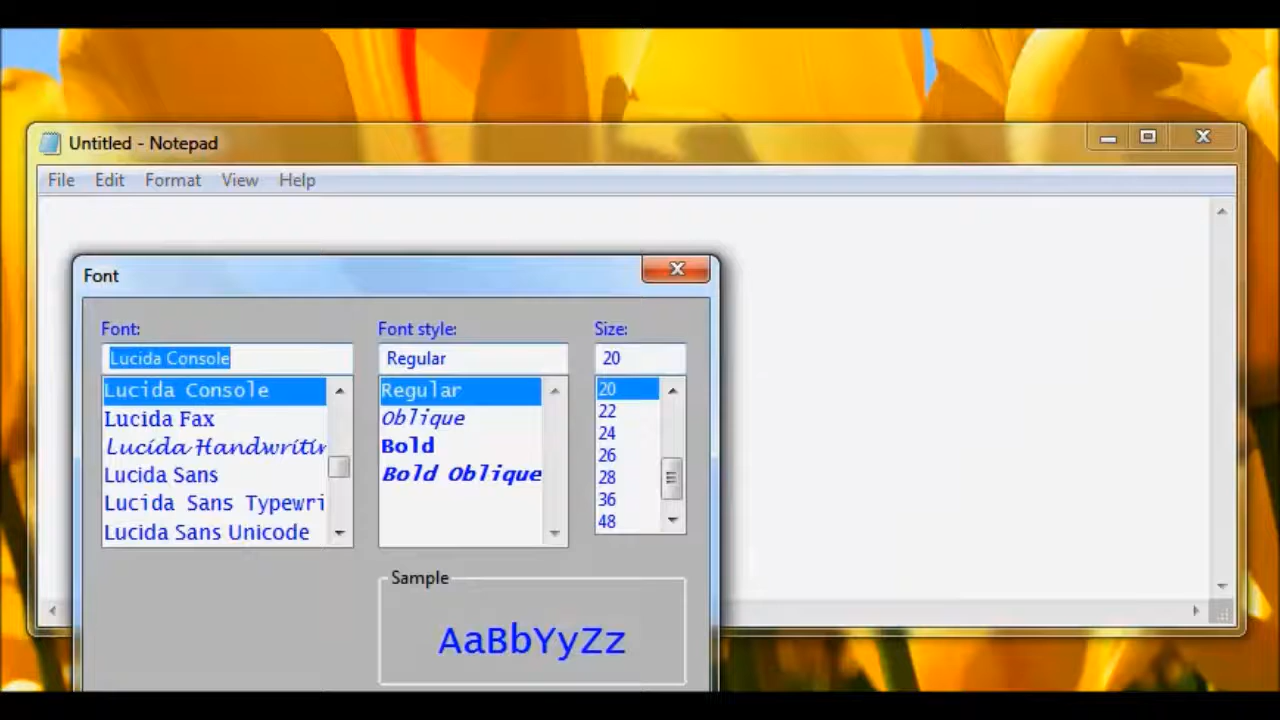 Untitled - Notepad
File Edit Format View Help
Font
Font: Font style: Size:
Lucida Console Regular 20
Lucida Console Regular 20
Lucida Fax Oblique 22
Lucida Handwritin Bold 24
Lucida Sans Bold Oblique 26
Lucida Sans Typewri 28
Lucida Sans Unicode 36
48
Sample
AaBbYyZz